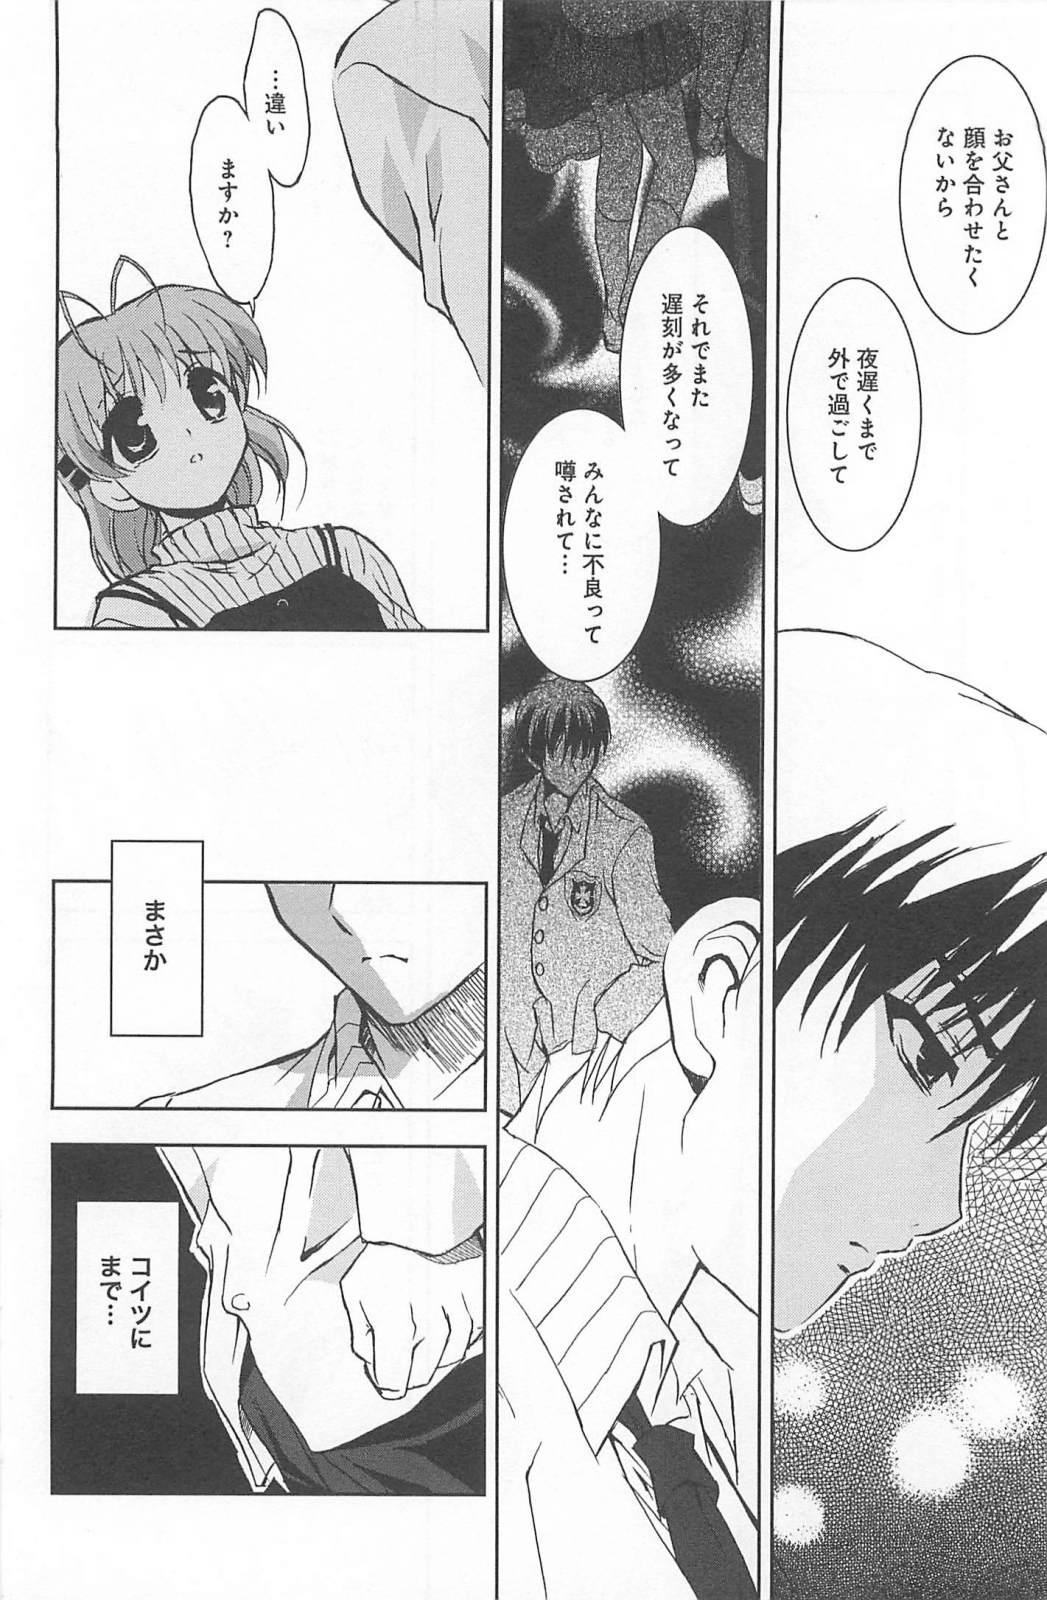 お父さんと
顔を合わせたく
ないから
夜遅くまで
外で過ごして
それでまた
遅刻が多くなって
みんなに不良って
噂されて…
…違い
ますか?
まさか
コイツに
まで…